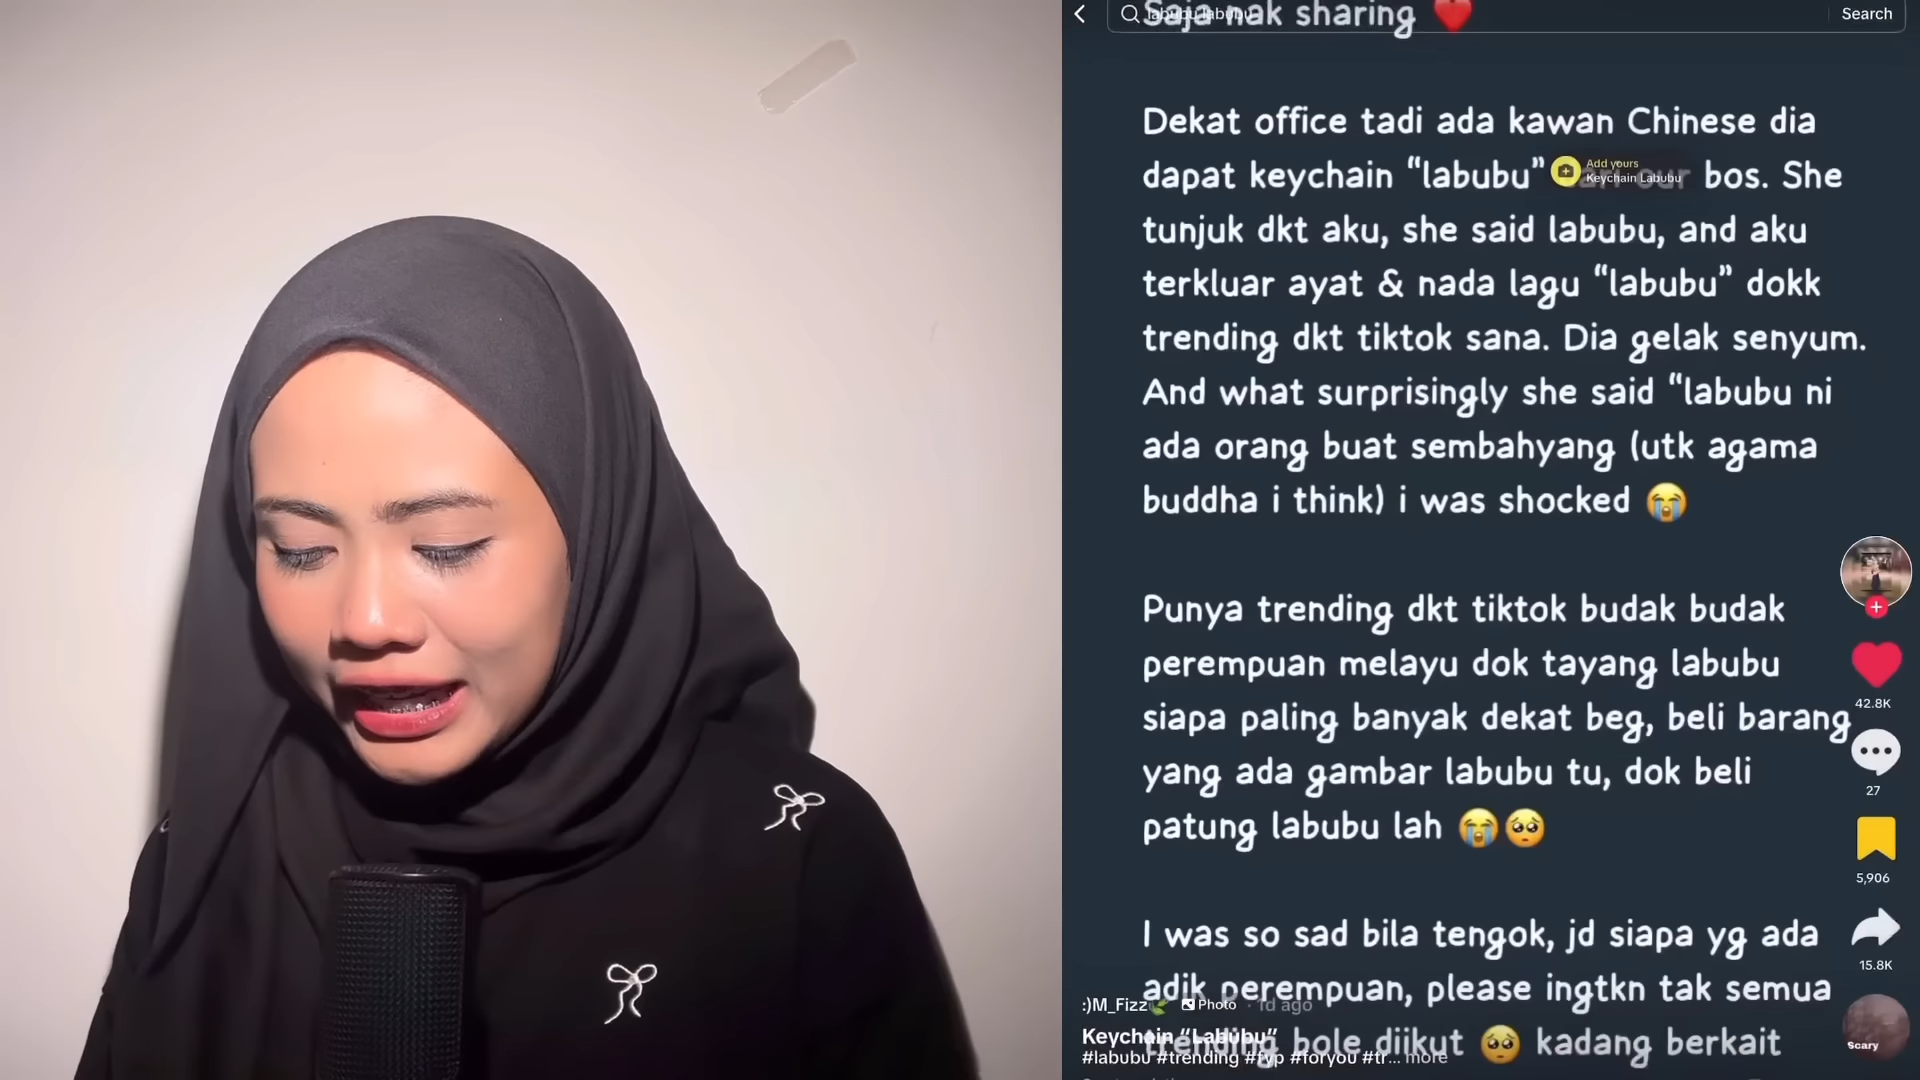 Saja nak sharing ❤️
labubu labubu
Search
Dekat office tadi ada kawan Chinese dia
dapat keychain “labubu” dari our bos. She
Add yours
Keychain Labubu
tunjuk dkt aku, she said labubu, and aku
terkluar ayat & nada lagu “labubu” dokk
trending dkt tiktok sana. Dia gelak senyum.
And what surprisingly she said “labubu ni
ada orang buat sembahyang (utk agama
buddha i think) i was shocked 😭
Punya trending dkt tiktok budak budak
perempuan melayu dok tayang labubu
siapa paling banyak dekat beg, beli barang
yang ada gambar labubu tu, dok beli
patung labubu lah 😭🥺
I was so sad bila tengok, jd siapa yg ada
adik perempuan, please ingtkn tak semua
trending bole diikut 🥺 kadang berkait
42.8K
27
5,906
15.8K
:)M_Fizz🌿 Photo · 1d ago
Keychain “Labubu”
#labubu #trending #fyp #foryou #tr... more
Scary